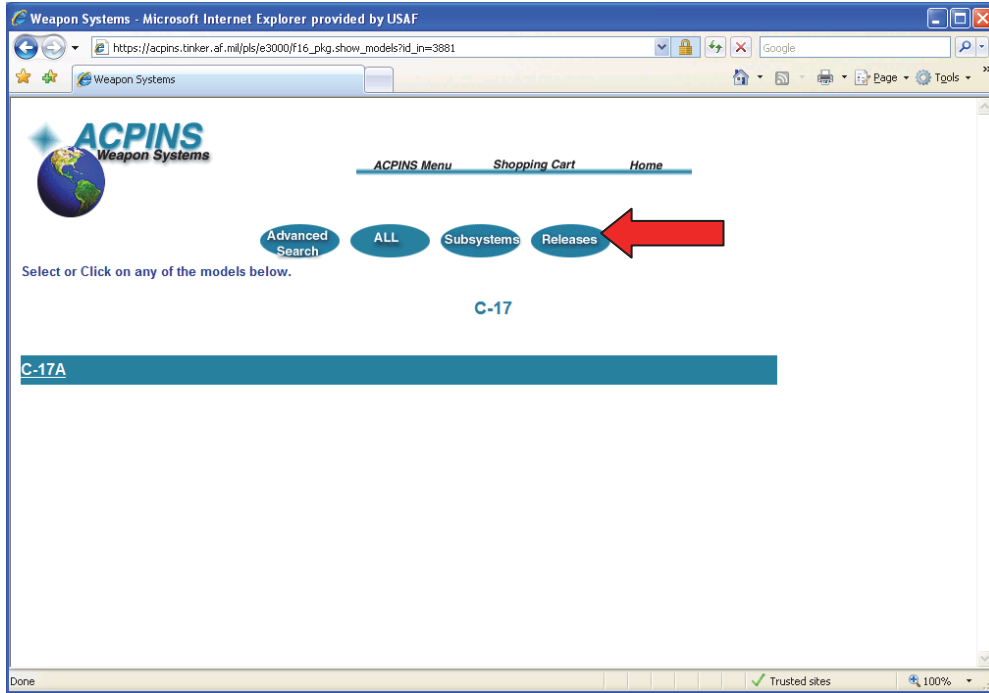 Weapon Systems - Microsoft Internet Explorer provided by USAF
https://acpins.tinker.af.mil/pls/e3000/f16_pkg.show_models?id_in=3881
Google
Weapon Systems
Page
Tools
»
ACPINS
Weapon Systems
ACPINS Menu Shopping Cart Home
Advanced
Search
ALL
Subsystems
Releases
Select or Click on any of the models below.
C-17
C-17A
Done
Trusted sites
100%